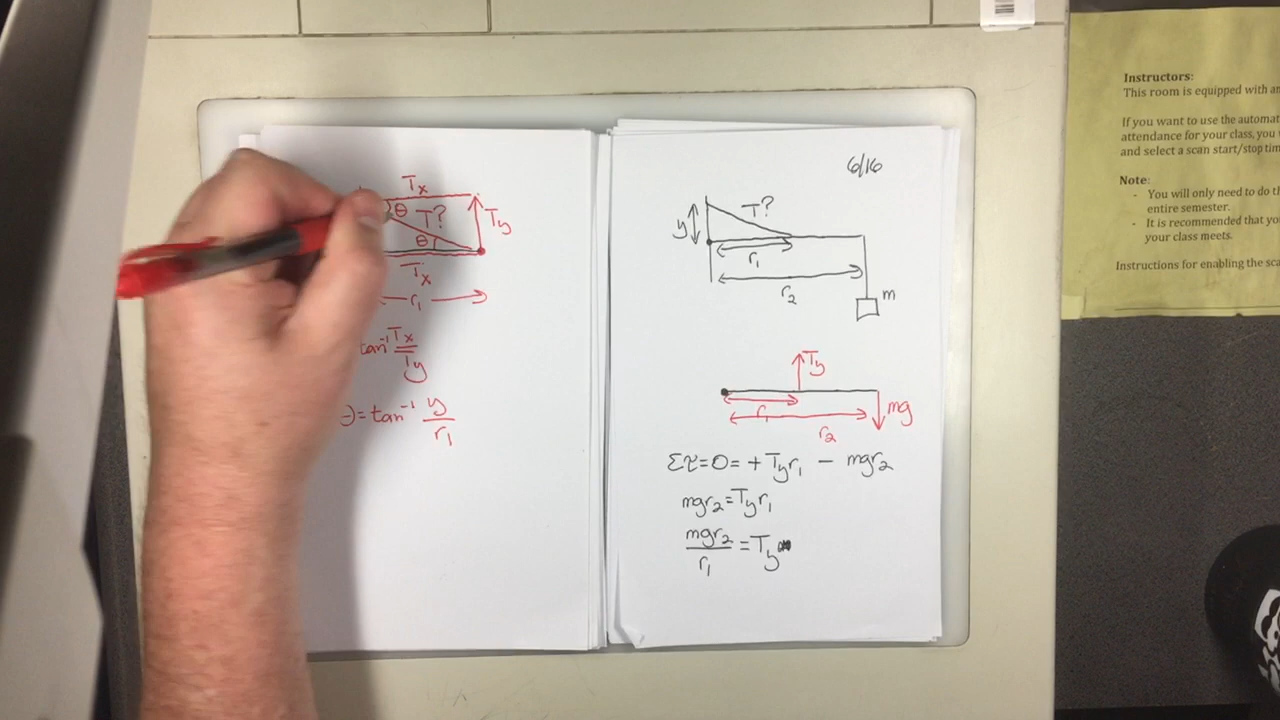 Tx
θ T? Ty
θ
Tx
r₁
tan⁻¹ Tx/Ty
θ = tan⁻¹ y/r₁
6/16
y T?
r₁
r₂
m
Ty
r₁ mg
r₂
Στ=0= + Tyr₁ − mgr₂
mgr₂=Tyr₁
mgr₂/r₁ = Ty
Instructors:
This room is equipped with an
If you want to use the automat
attendance for your class, you
and select a scan start/stop tim
Note:
- You will only need to do t
entire semester.
- It is recommended that yo
your class meets.
Instructions for enabling the sca